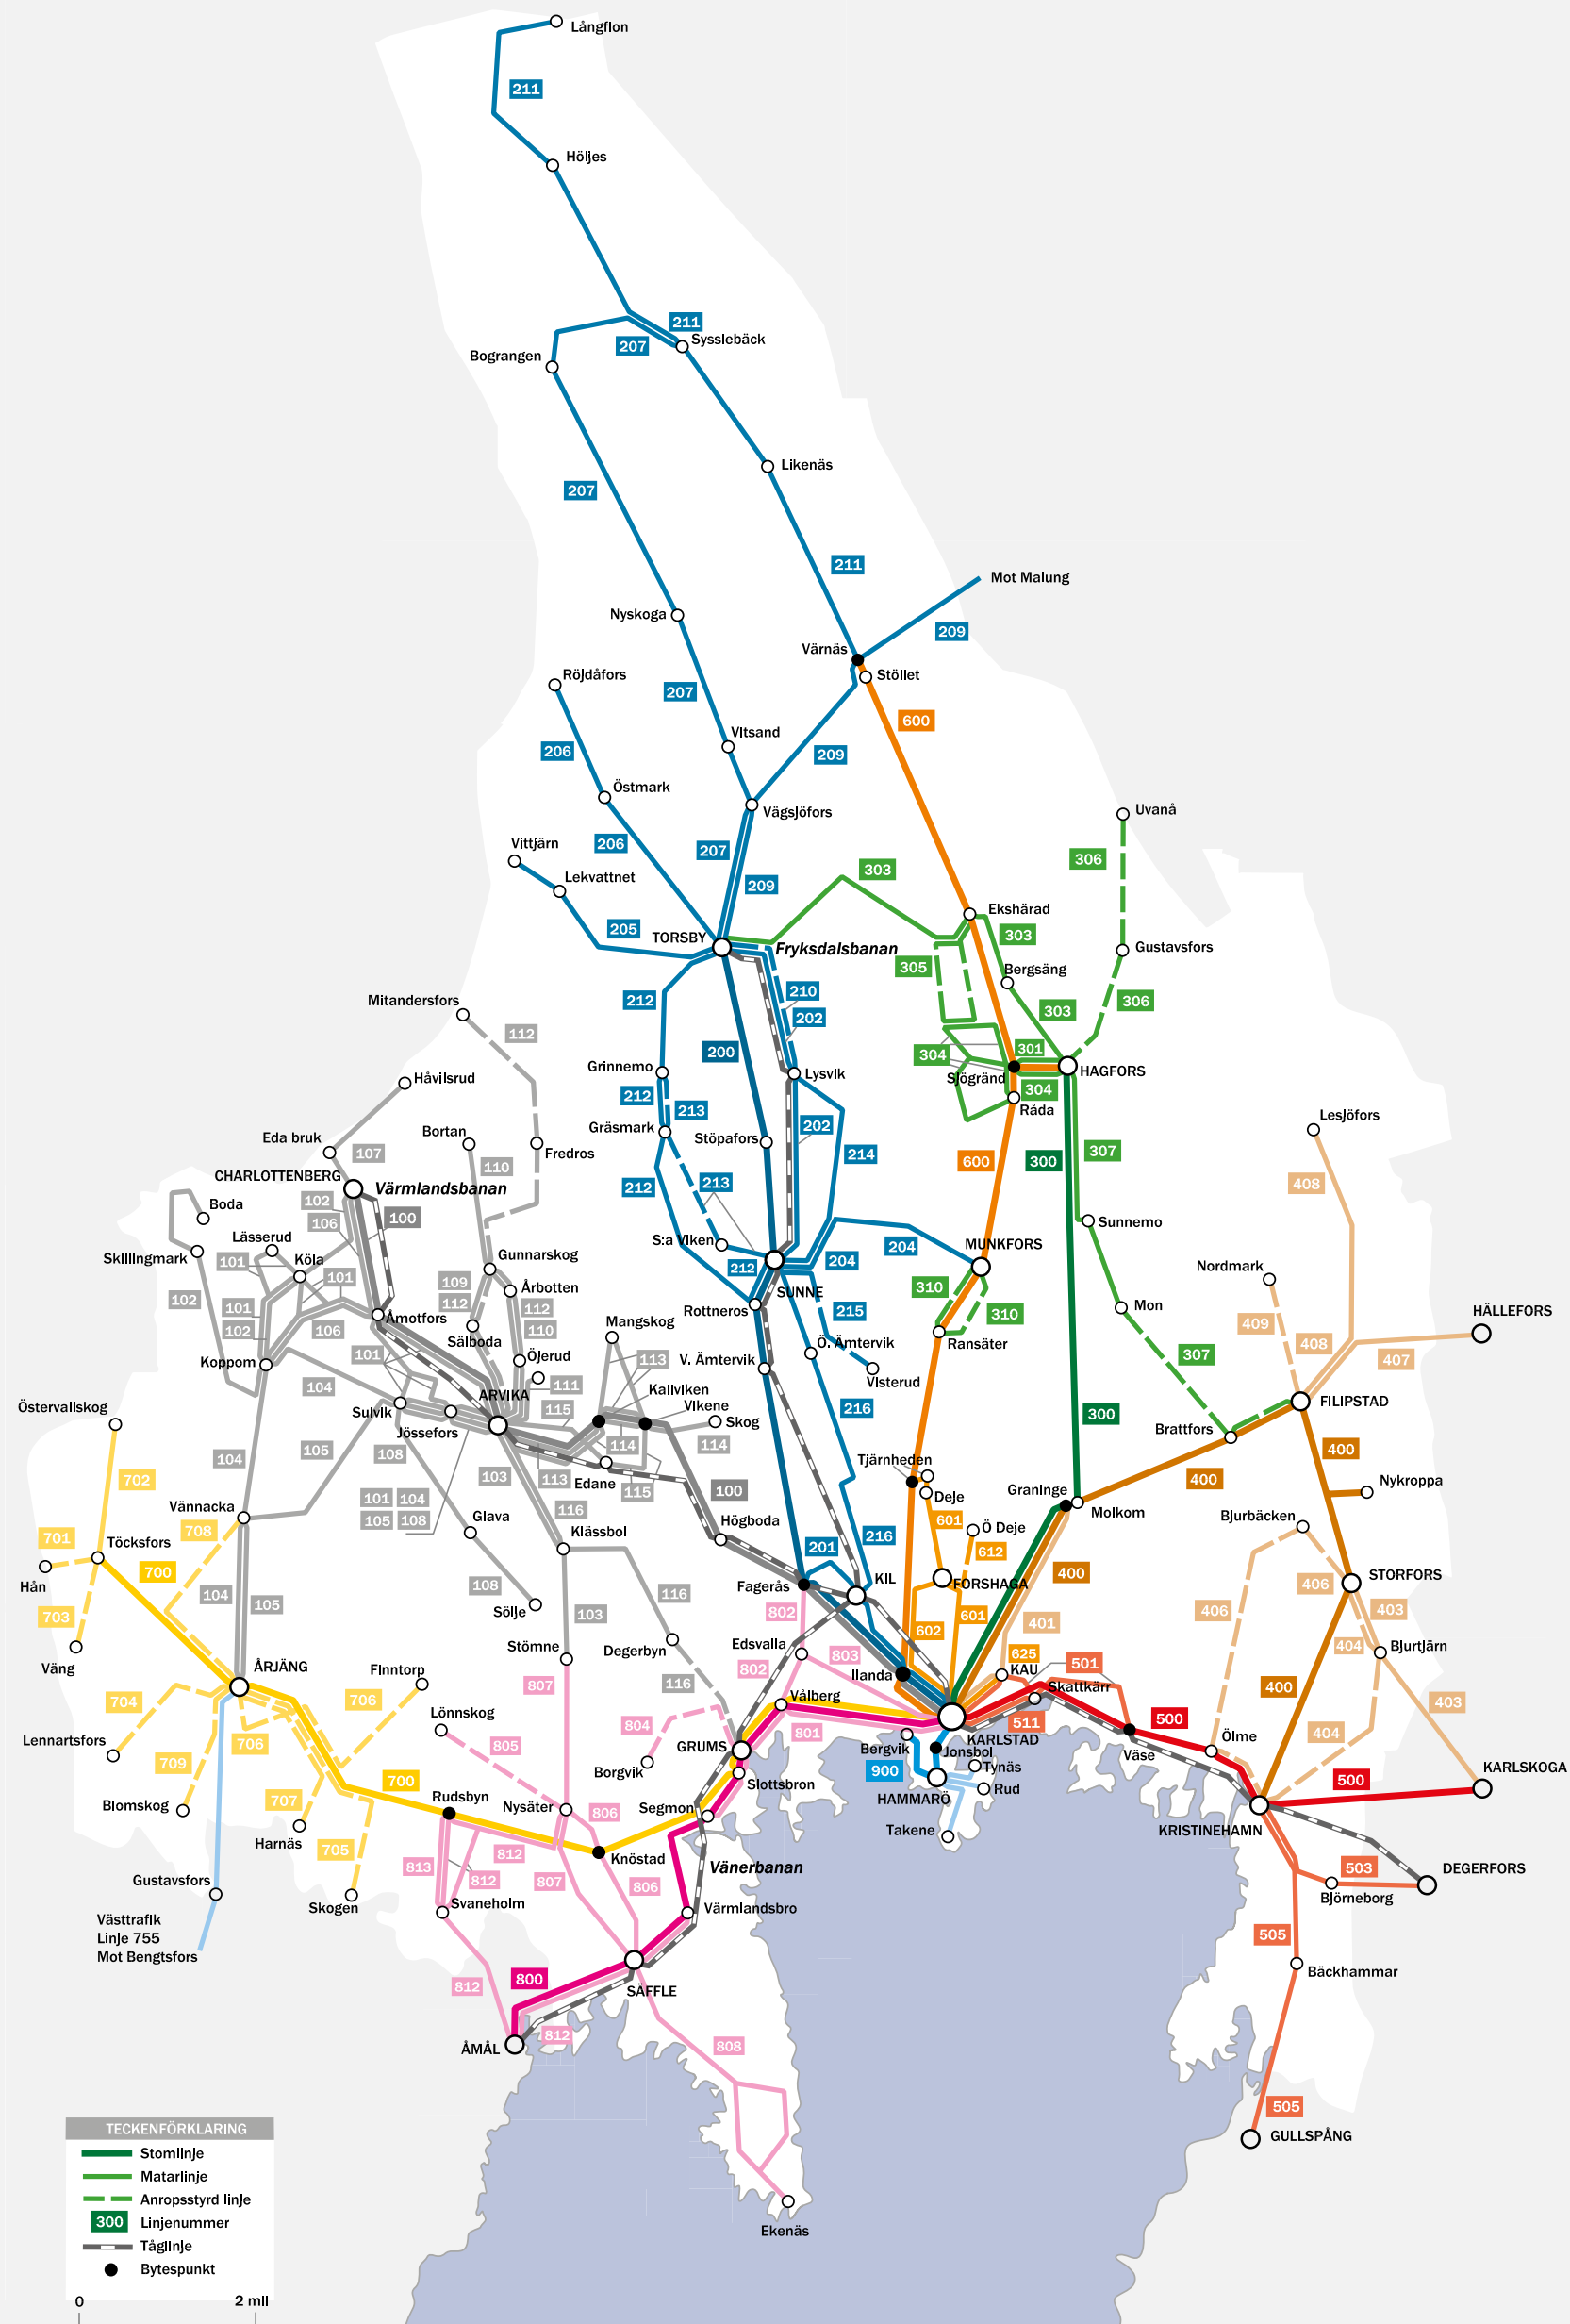 Långflon
211
Höljes
211
Sysslebäck
207
Bograngen
Likenäs
207
211
Mot Malung
Nyskoga
209
Värnäs
Röjdåfors
Stöllet
207
600
Vitsand
206
209
Östmark
Vägsjöfors
Uvanå
Vittjärn
206
207
306
303
Lekvattnet
209
Ekshärad
205
303
TORSBY
Fryksdalsbanan
Gustavsfors
305
Bergsäng
210
Mitandersfors
212
306
303
202
112
200
301
304
Grinnemo
Lysvik
HAGFORS
Håvilsrud
Sjögränd
212
304
213
Råda
202
Gräsmark
Lesjöfors
Bortan
Stöpafors
Eda bruk
107
Fredros
214
600
300
307
110
CHARLOTTENBERG
213
408
Värmlandsbanan
212
102
Boda
100
106
Sunnemo
Lässerud
S:a Viken
204
MUNKFORS
Skillingmark
101
Köla
Gunnarskog
212
204
Nordmark
101
109
Årbotten
310
SUNNE
102
101
112
112
Rottneros
215
310
Mon
HÄLLEFORS
Åmotfors
Mangskog
409
102
106
Sälboda
110
Ö. Ämtervik
Ransäter
408
Koppom
101
Öjerud
113
V. Ämtervik
307
407
104
ARVIKA
111
Kallviken
Visterud
Östervallskog
Vikene
FILIPSTAD
Sulvik
115
216
300
Skog
Brattfors
Jössefors
114
114
105
108
400
104
Tjärnheden
702
103
113
Edane
115
400
Nykroppa
101
104
100
Deje
Graninge
Vännacka
116
Molkom
105
108
Glava
Högboda
601
Bjurbäcken
701
708
Klässbol
216
Ö Deje
Töcksfors
201
612
700
400
STORFORS
Hån
108
116
Fagerås
KIL
FORSHAGA
406
104
105
Sölje
103
802
601
401
406
403
703
602
Stömne
Degerbyn
Edsvalla
803
625
404
Bjurtjärn
Väng
ÅRJÄNG
Finntorp
802
Ilanda
KAU
501
116
Skattkärr
400
704
706
807
Vålberg
403
Lönnskog
804
801
KARLSTAD
511
500
404
Lennartsfors
706
805
GRUMS
Bergvik
Jonsbol
Väse
Ölme
709
Borgvik
900
Tynäs
KARLSKOGA
700
Slottsbron
HAMMARÖ
Rud
500
Blomskog
707
Rudsbyn
Nysäter
806
Segmon
Takene
KRISTINEHAMN
Harnäs
705
812
Knöstad
Vänerbanan
503
DEGERFORS
813
812
807
806
Gustavsfors
Skogen
Svaneholm
Värmlandsbro
Björneborg
Västtrafik
505
Linje 755
Mot Bengtsfors
Bäckhammar
812
800
SÄFFLE
812
ÅMÅL
808
505
TECKENFÖRKLARING
GULLSPÅNG
Stomlinje
Matarlinje
Anropsstyrd linje
300
Linjenummer
Ekenäs
Tåglinje
Bytespunkt
0
2 mil